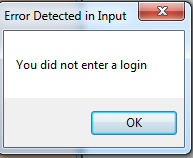 Error Detected in Input
You did not enter a login
OK